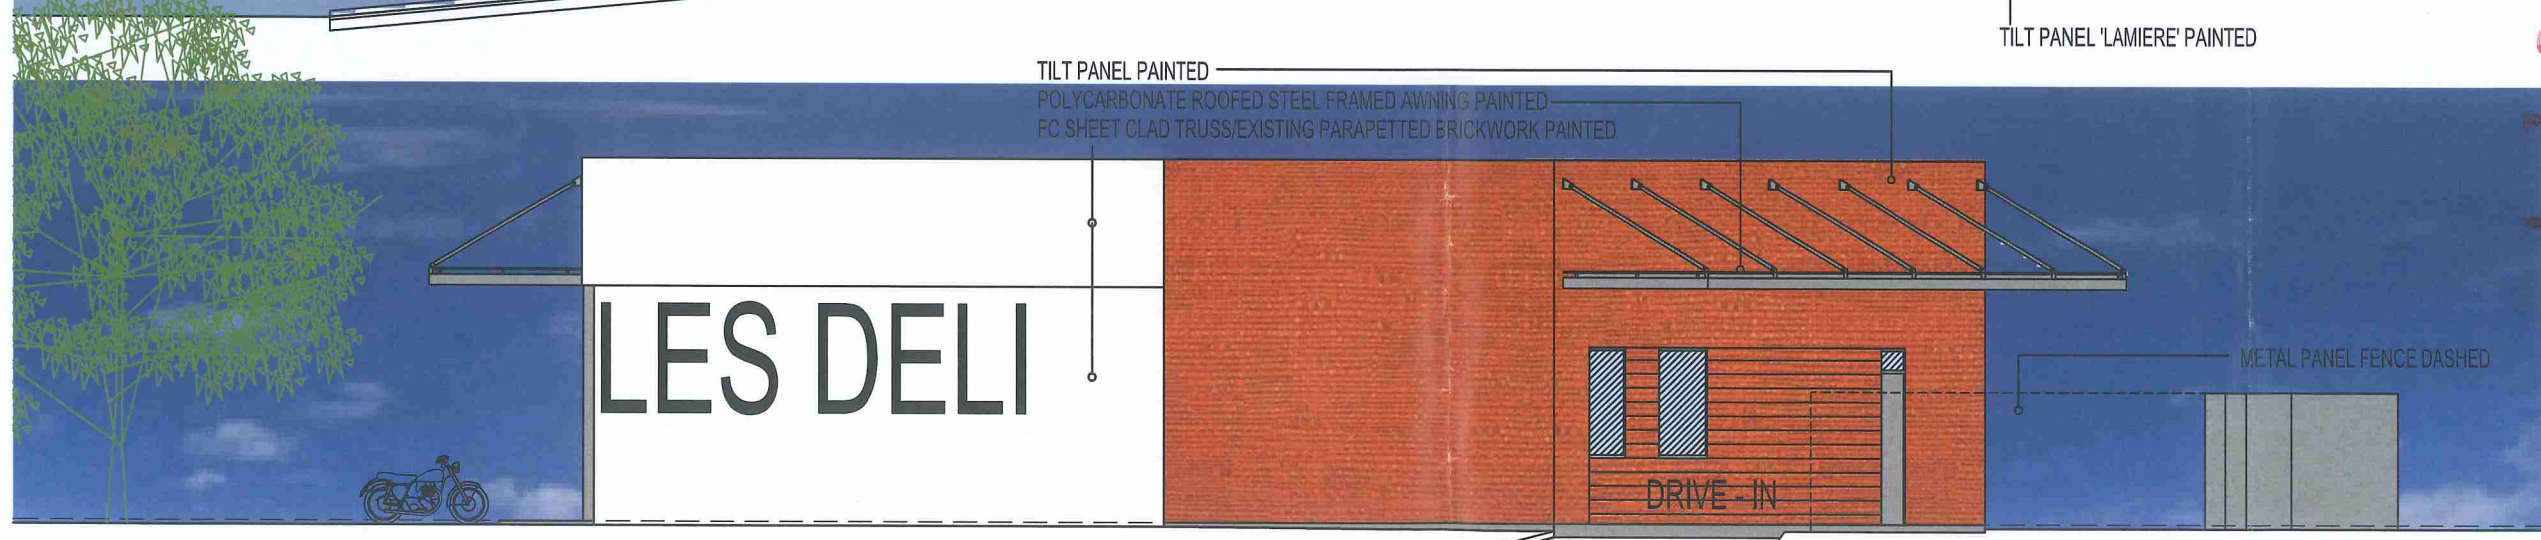 TILT PANEL 'LAMIERE' PAINTED
TILT PANEL PAINTED
POLYCARBONATE ROOFED STEEL FRAMED AWNING PAINTED
FC SHEET CLAD TRUSS/EXISTING PARAPETTED BRICKWORK PAINTED
LES DELI
METAL PANEL FENCE DASHED
DRIVE - IN